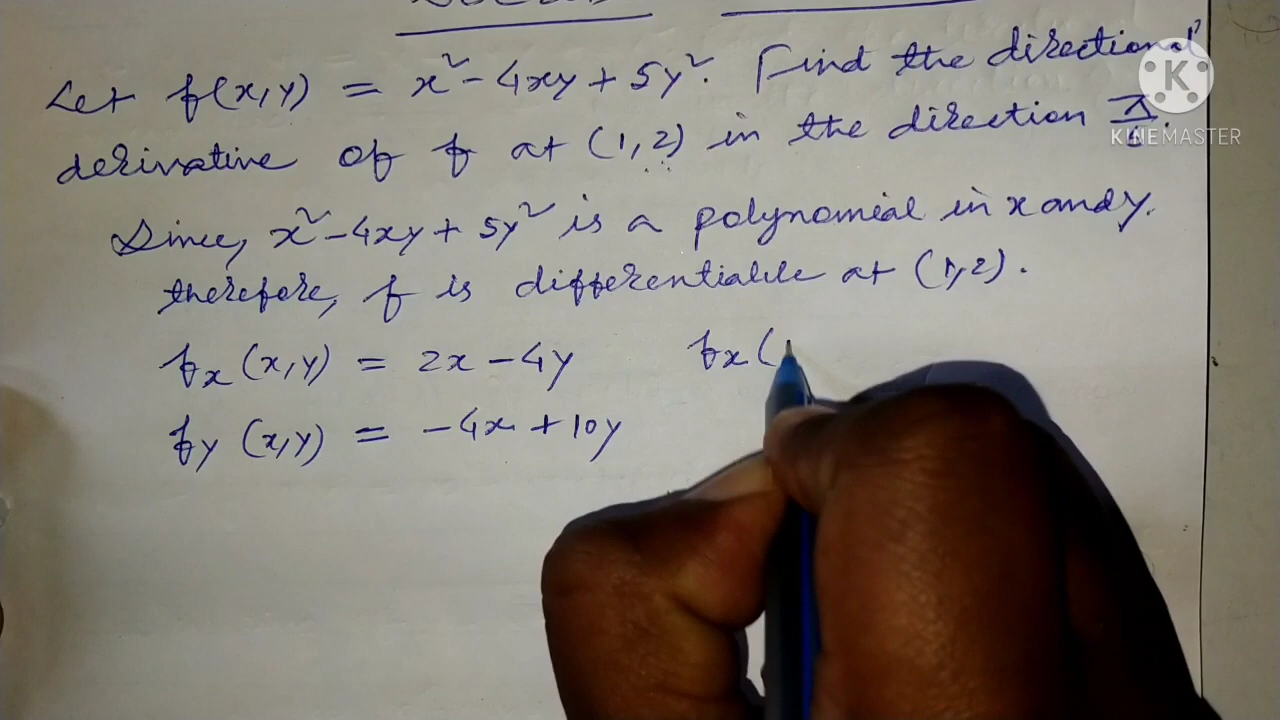 Let f(x,y) = x² - 4xy + 5y². Find the directional
derivative of f at (1,2) in the direction
Since, x² - 4xy + 5y² is a polynomial in x and y.
therefore, f is differentiable at (1,2).
fx (x,y) = 2x - 4y fx (
fy (x,y) = -4x + 10y
K
KINEMASTER